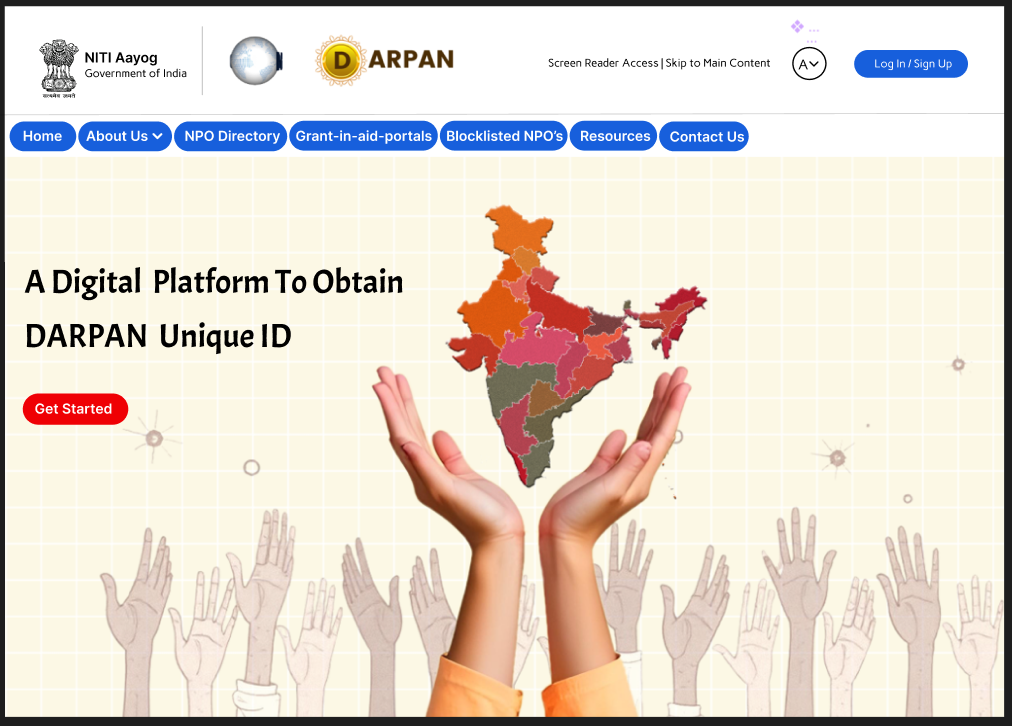 NITI Aayog
Government of India
सत्यमेव जयते
D ARPAN
Screen Reader Access | Skip to Main Content
A
Log In / Sign Up
Home
About Us
NPO Directory
Grant-in-aid-portals
Blocklisted NPO's
Resources
Contact Us
A Digital Platform To Obtain
DARPAN Unique ID
Get Started